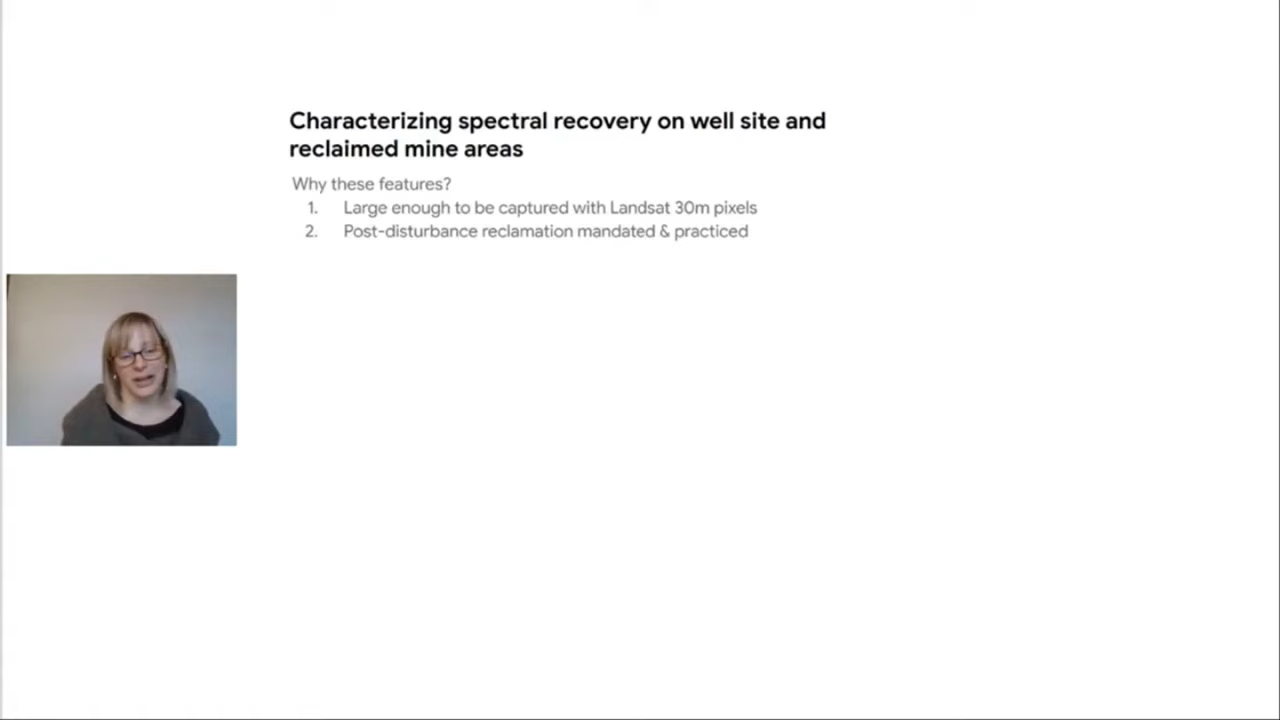 Characterizing spectral recovery on well site and
reclaimed mine areas
Why these features?
1. Large enough to be captured with Landsat 30m pixels
2. Post-disturbance reclamation mandated & practiced